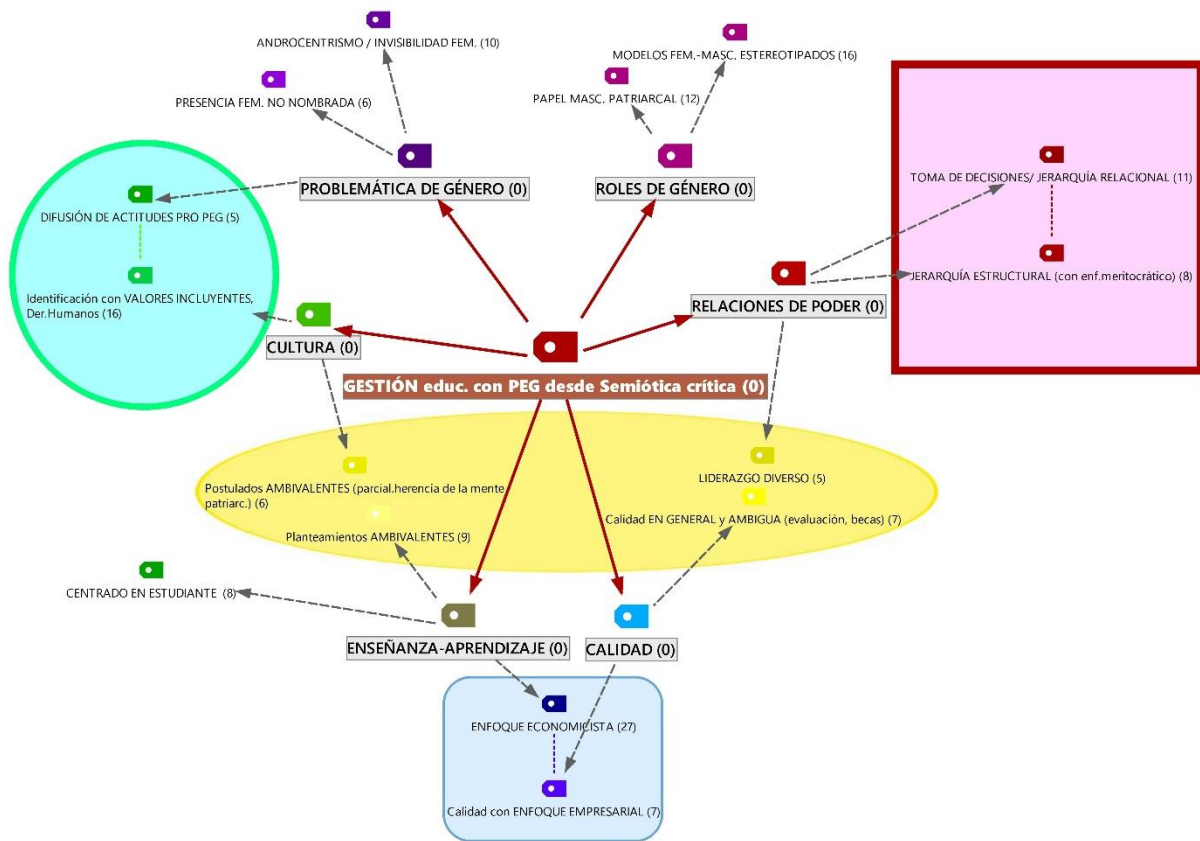 ANDROCENTRISMO / INVISIBILIDAD FEM. (10)
MODELOS FEM.-MASC. ESTEREOTIPADOS (16)
PRESENCIA FEM. NO NOMBRADA (6)
PAPEL MASC. PATRIARCAL (12)
PROBLEMÁTICA DE GÉNERO (0)
ROLES DE GÉNERO (0)
TOMA DE DECISIONES/ JERARQUÍA RELACIONAL (11)
DIFUSIÓN DE ACTITUDES PRO PEG (5)
JERARQUÍA ESTRUCTURAL (con enf.meritocrático) (8)
Identificación con VALORES INCLUYENTES,
Der.Humanos (16)
RELACIONES DE PODER (0)
CULTURA (0)
GESTIÓN educ. con PEG desde Semiótica crítica (0)
Postulados AMBIVALENTES (parcial.herencia de la mente
patriarc.) (6)
LIDERAZGO DIVERSO (5)
Planteamientos AMBIVALENTES (9)
Calidad EN GENERAL y AMBIGUA (evaluación, becas) (7)
CENTRADO EN ESTUDIANTE (8)
ENSEÑANZA-APRENDIZAJE (0)
CALIDAD (0)
ENFOQUE ECONOMICISTA (27)
Calidad con ENFOQUE EMPRESARIAL (7)